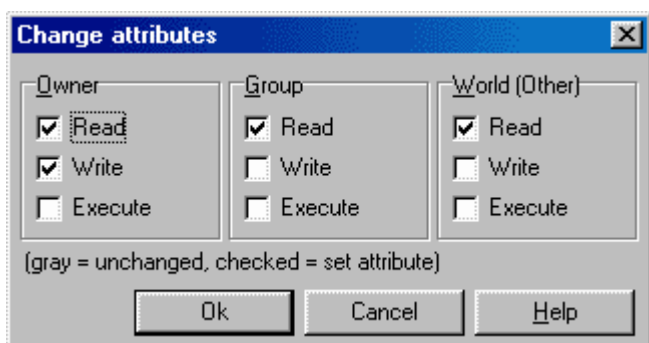 Change attributes
Owner Group World (Other)
Read Read Read
Write Write Write
Execute Execute Execute
(gray = unchanged, checked = set attribute)
Ok Cancel Help